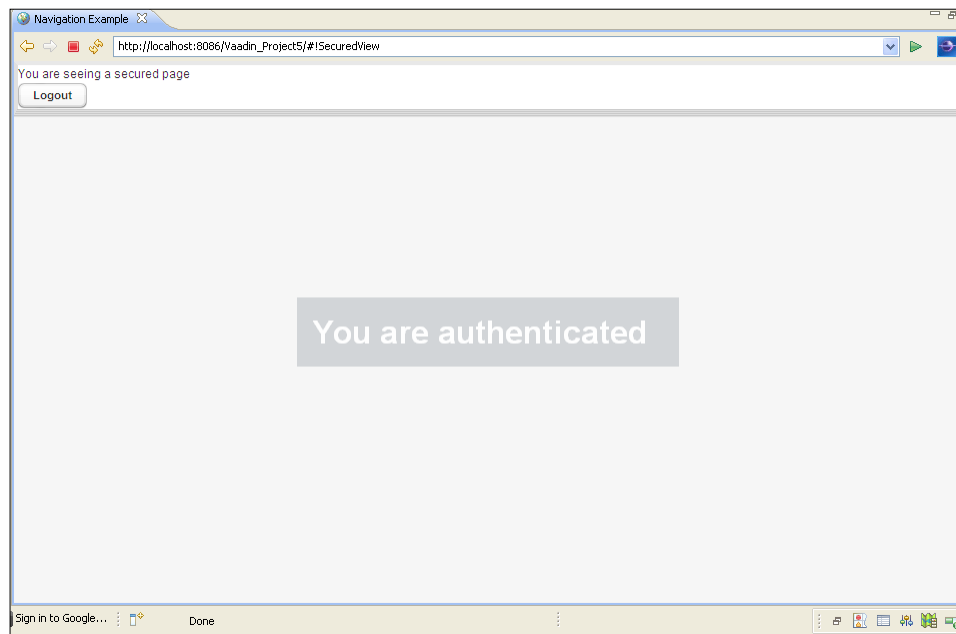 Navigation Example
http://localhost:8086/Vaadin_Project5/#!SecuredView
You are seeing a secured page
Logout
You are authenticated
Sign in to Google...
Done